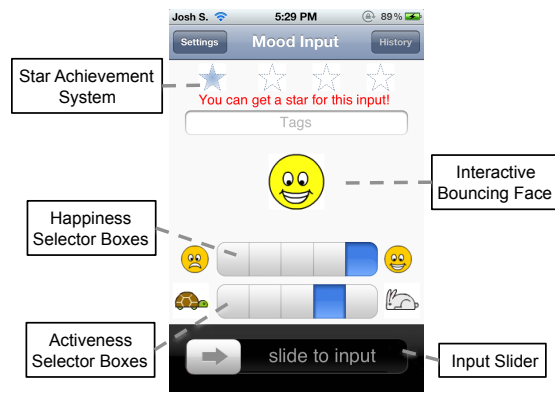 Josh S.
5:29 PM
89%
Settings
Mood Input
History
Star Achievement
System
You can get a star for this input!
Tags
Interactive
Bouncing Face
Happiness
Selector Boxes
Activeness
Selector Boxes
slide to input
Input Slider